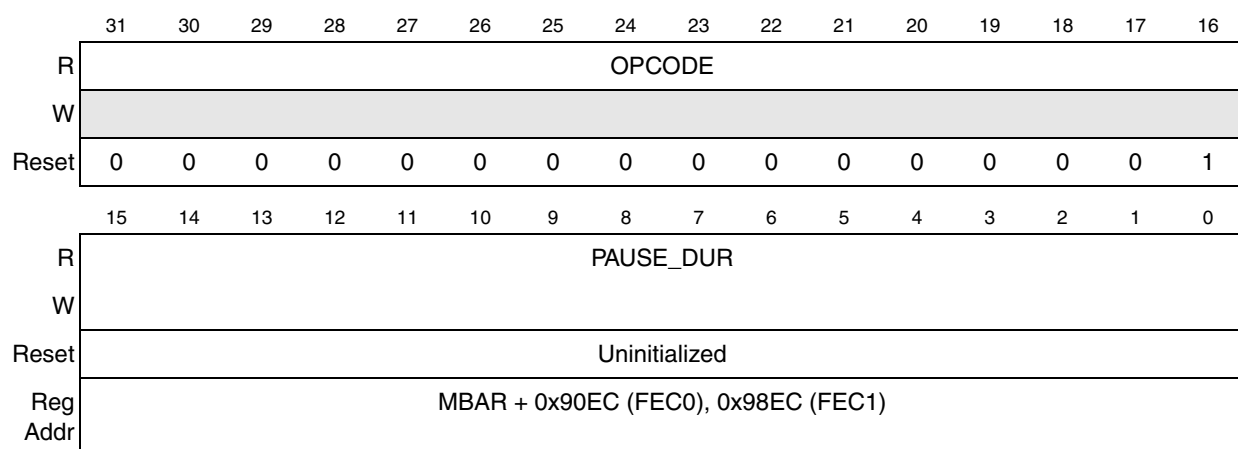 31 30 29 28 27 26 25 24 23 22 21 20 19 18 17 16
R OPCODE
W
Reset 0 0 0 0 0 0 0 0 0 0 0 0 0 0 0 1
15 14 13 12 11 10 9 8 7 6 5 4 3 2 1 0
R PAUSE_DUR
W
Reset Uninitialized
Reg MBAR + 0x90EC (FEC0), 0x98EC (FEC1)
Addr